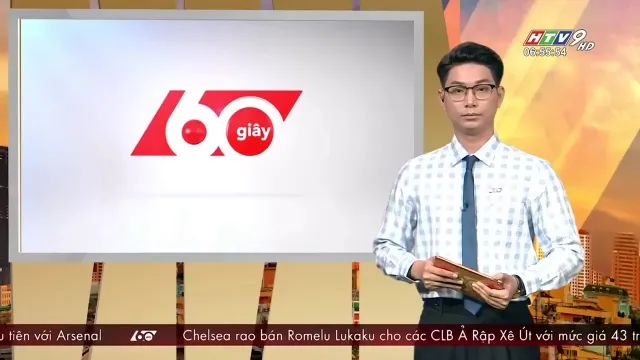 HTV9 HD
06:55:54
60 giây
u tiên với Arsenal 60 Chelsea rao bán Romelu Lukaku cho các CLB Ả Rập Xê Út với mức giá 43 tr